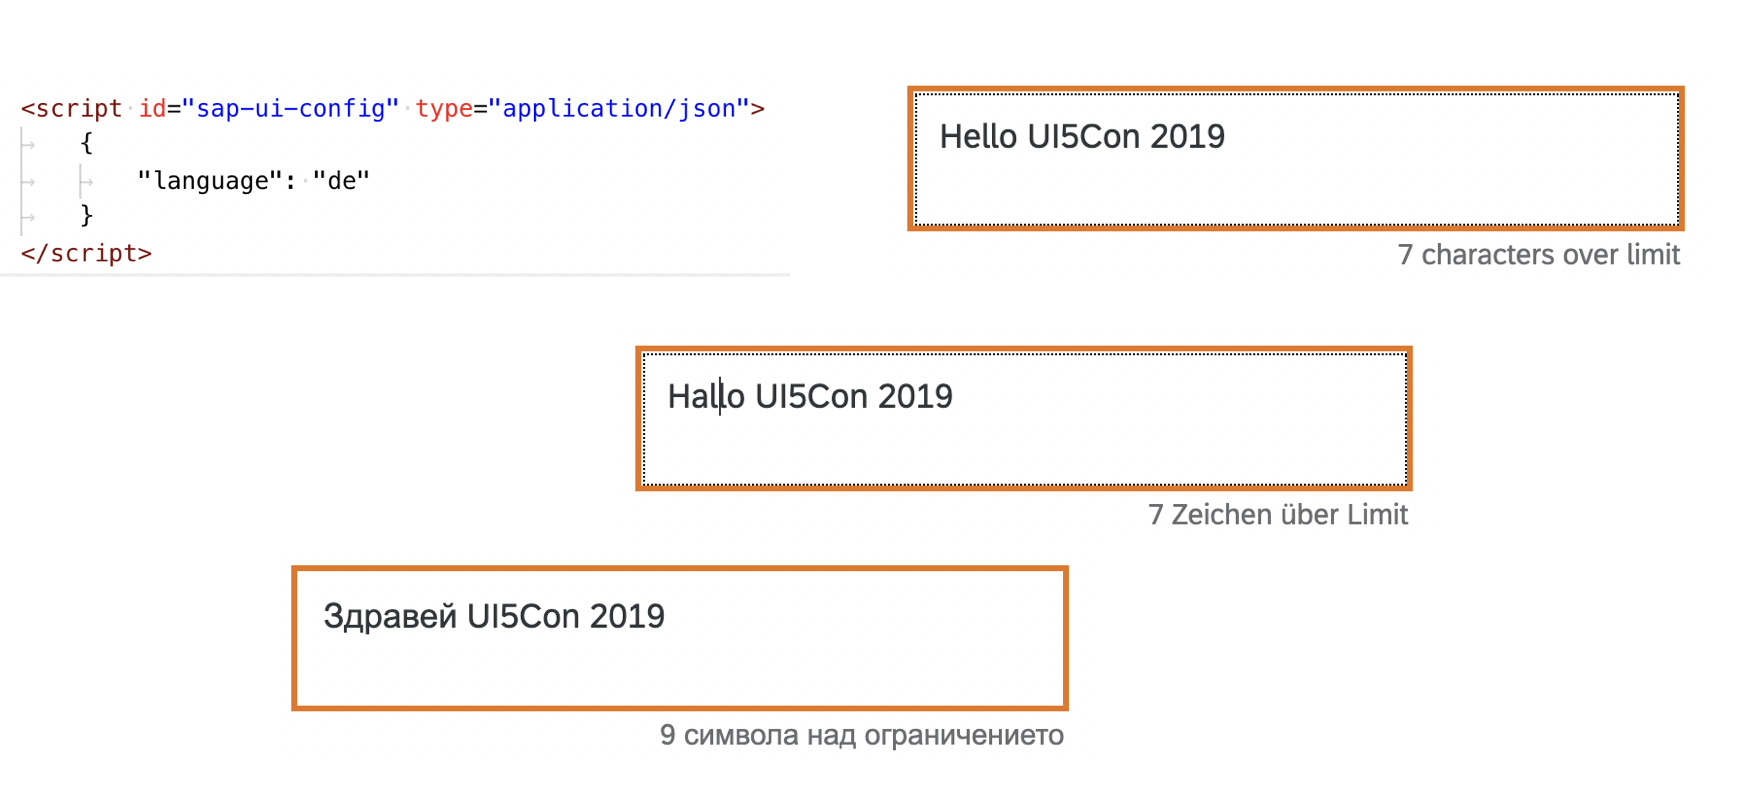 <script id="sap-ui-config" type="application/json">
{
"language": "de"
}
</script>
Hello UI5Con 2019
7 characters over limit
Hallo UI5Con 2019
7 Zeichen über Limit
Здравей UI5Con 2019
9 символа над ограничението